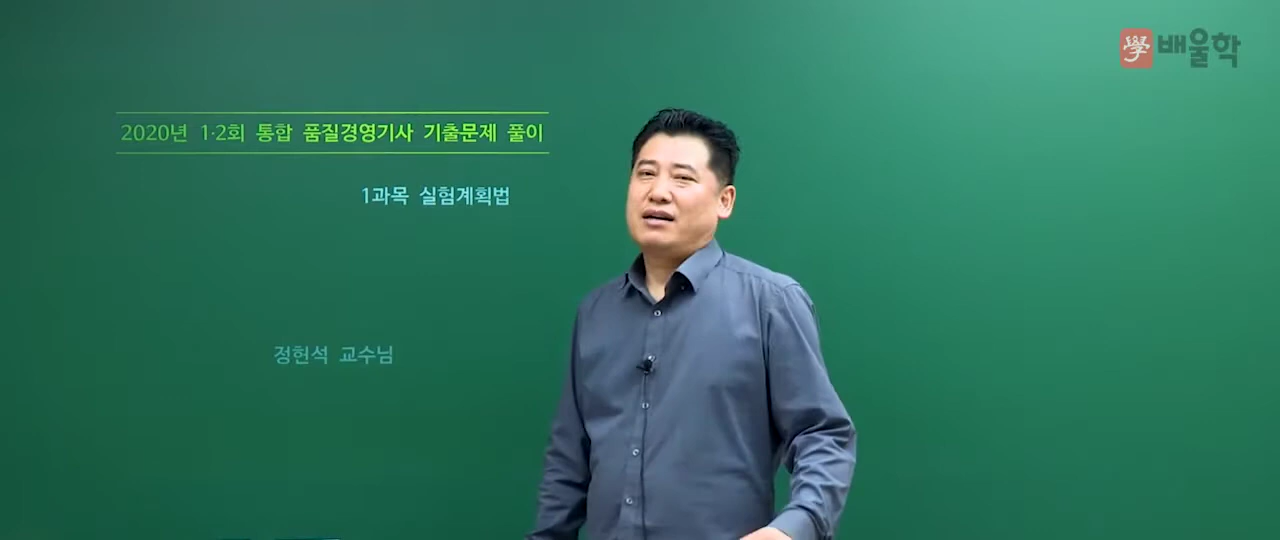 學 배울학
2020년 1·2회 통합 품질경영기사 기출문제 풀이
1과목 실험계획법
정헌석 교수님